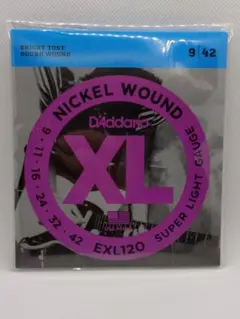 BRIGHT TONE
ROUND WOUND
9|42
NICKEL WOUND
D'Addario
XL
9 · 11 · 16 · 24 · 32 · 42
EXL120
SUPER LIGHT GAUGE